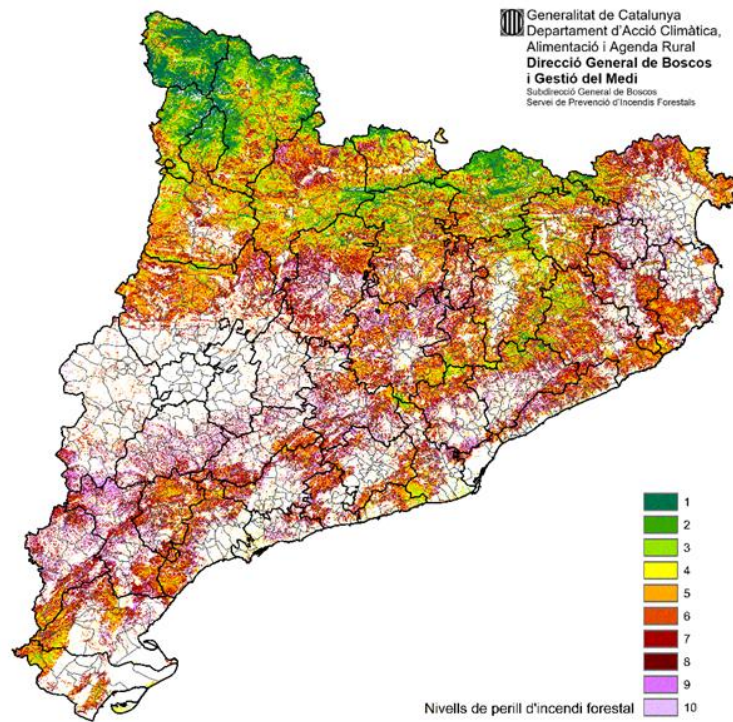 Generalitat de Catalunya
Departament d'Acció Climàtica,
Alimentació i Agenda Rural
Direcció General de Boscos
i Gestió del Medi
Subdirecció General de Boscos
Servei de Prevenció d'Incendis Forestals
1
2
3
4
5
6
7
8
9
Nivells de perill d'incendi forestal 10